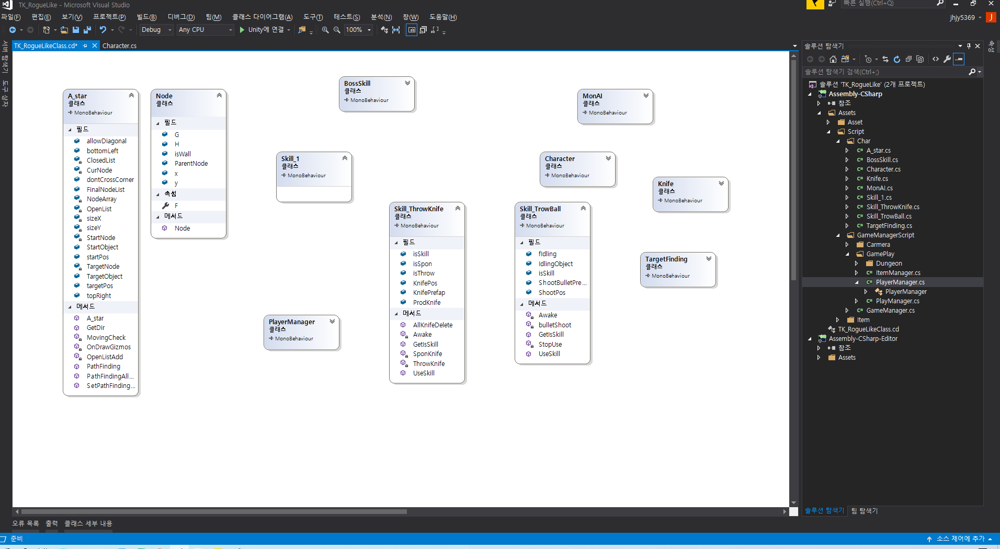 TK_RogueLike - Microsoft Visual Studio
빠른 실행(Ctrl+Q)
파일(F) 편집(E) 보기(V) 프로젝트(P) 빌드(B) 디버그(D) 팀(M) 클래스 다이어그램(A) 도구(T) 테스트(S) 분석(N) 창(W) 도움말(H)
jhjy5369 J
Debug Any CPU Unity에 연결 100%
서버 탐색기
도구 상자
TK_RogueLikeClass.cd* Character.cs
A_star
클래스
MonoBehaviour
필드
allowDiagonal
bottomLeft
ClosedList
CurNode
dontCrossCorner
FinalNodeList
NodeArray
OpenList
sizeX
sizeY
StartNode
StartObject
startPos
TargetNode
TargetObject
targetPos
topRight
메서드
A_star
GetDir
MovingCheck
OnDrawGizmos
OpenListAdd
PathFinding
PathFindingAll...
SetPathFinding...
Node
클래스
필드
G
H
isWall
ParentNode
x
y
속성
F
메서드
Node
BossSkill
클래스
MonoBehaviour
Skill_1
클래스
MonoBehaviour
PlayerManager
클래스
MonoBehaviour
Skill_ThrowKnife
클래스
MonoBehaviour
필드
isSkill
isSpon
isThrow
KnifePos
KnifePrefap
ProdKnife
메서드
AllKnifeDelete
Awake
GetIsSkill
SponKnife
ThrowKnife
UseSkill
Skill_TrowBall
클래스
MonoBehaviour
필드
fIdling
IdlingObject
isSkill
ShootBulletPre...
ShootPos
메서드
Awake
bulletShoot
GetIsSkill
StopUse
UseSkill
MonAI
클래스
MonoBehaviour
Character
클래스
MonoBehaviour
Knife
클래스
MonoBehaviour
TargetFinding
클래스
MonoBehaviour
솔루션 탐색기
솔루션 탐색기 검색(Ctrl+;)
솔루션 'TK_RogueLike' (2개 프로젝트)
Assembly-CSharp
참조
Assets
Asset
Script
Char
C# A_star.cs
C# BossSkill.cs
C# Character.cs
C# Knife.cs
C# MonAI.cs
C# Skill_1.cs
C# Skill_ThrowKnife.cs
C# Skill_TrowBall.cs
C# TargetFinding.cs
GameManagerScript
Carmera
GamePlay
Dungeon
C# ItemManager.cs
C# PlayerManager.cs
PlayerManager
C# PlayManager.cs
C# GameManager.cs
Item
TK_RogueLikeClass.cd
Assembly-CSharp-Editor
참조
Assets
솔루션 탐색기 팀 탐색기
속성
오류 목록 출력 클래스 세부 내용
준비
소스 제어에 추가